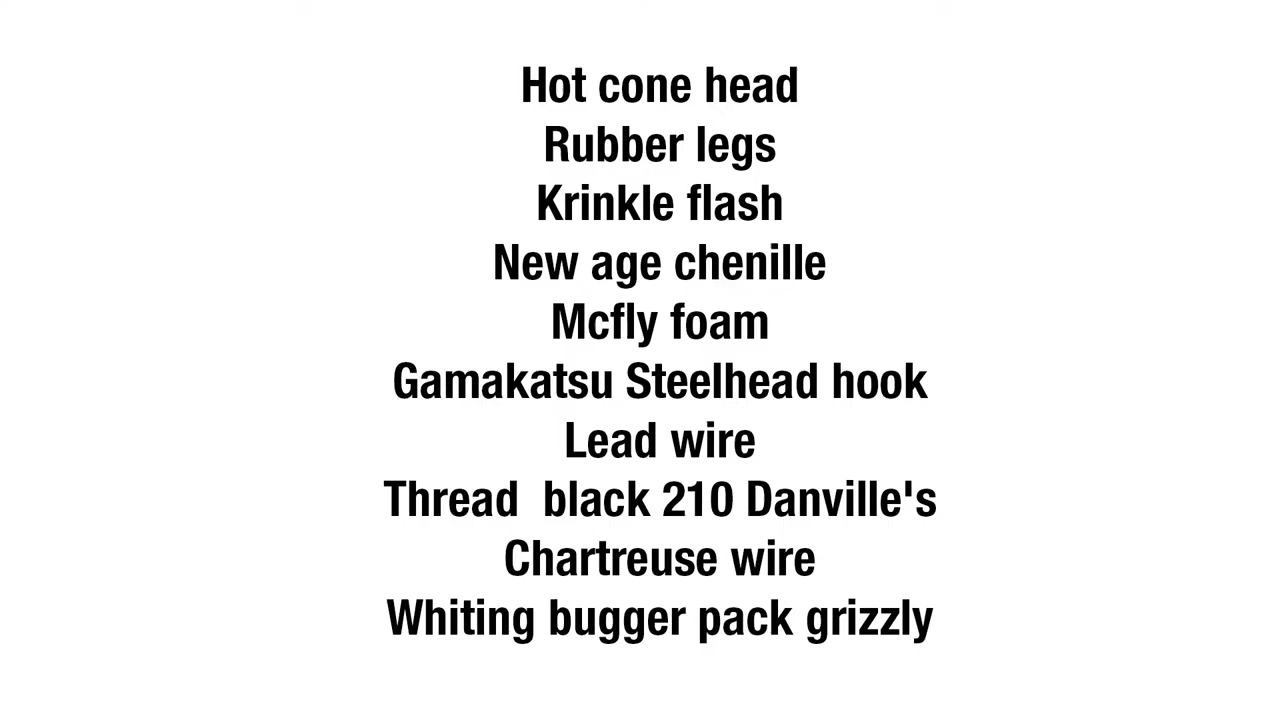 Hot cone head
Rubber legs
Krinkle flash
New age chenille
Mcfly foam
Gamakatsu Steelhead hook
Lead wire
Thread  black 210 Danville's
Chartreuse wire
Whiting bugger pack grizzly